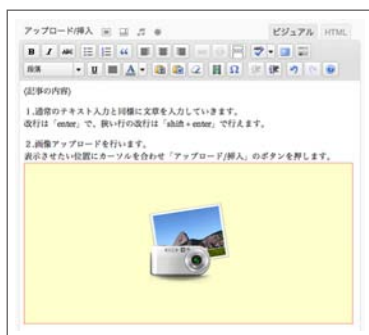 アップロード/挿入
ビジュアル HTML
B I ABC
段落 U A Ω
(記事の内容)
1.通常のテキスト入力と同様に文章を入力していきます。
改行は「enter」で、狭い行の改行は「shift + enter」で行えます。
2.画像アップロードを行います。
表示させたい位置にカーソルを合わせ「アップロード/挿入」のボタンを押します。